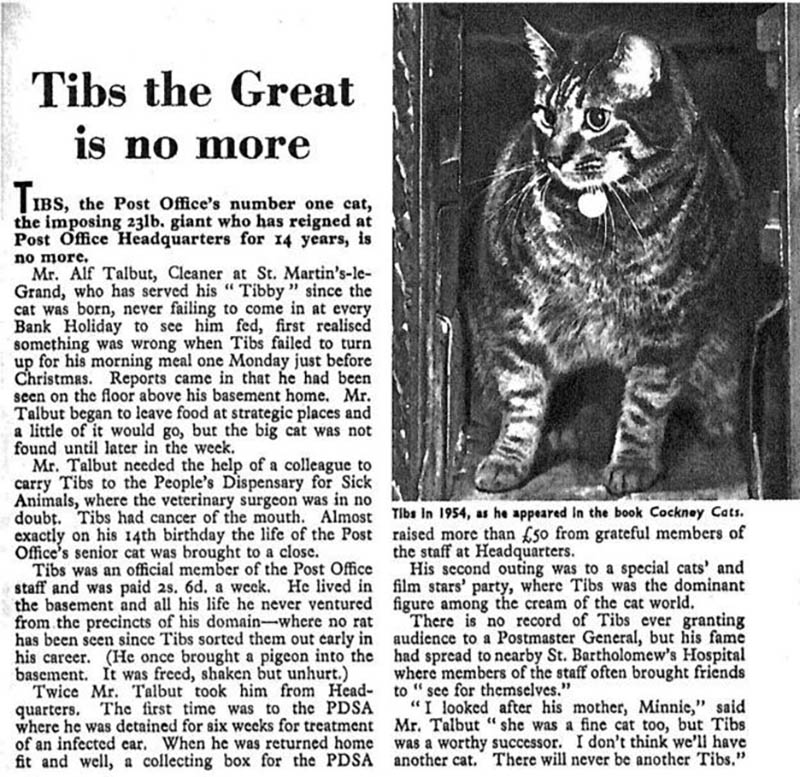 Tibs the Great
is no more
TIBS, the Post Office's number one cat,
the imposing 23lb. giant who has reigned at
Post Office Headquarters for 14 years, is
no more.
Mr. Alf Talbut, Cleaner at St. Martin's-le-
Grand, who has served his "Tibby" since the
cat was born, never failing to come in at every
Bank Holiday to see him fed, first realised
something was wrong when Tibs failed to turn
up for his morning meal one Monday just before
Christmas. Reports came in that he had been
seen on the floor above his basement home. Mr.
Talbut began to leave food at strategic places and
a little of it would go, but the big cat was not
found until later in the week.
Mr. Talbut needed the help of a colleague to
carry Tibs to the People's Dispensary for Sick
Animals, where the veterinary surgeon was in no
doubt. Tibs had cancer of the mouth. Almost
exactly on his 14th birthday the life of the Post
Office's senior cat was brought to a close.
Tibs was an official member of the Post Office
staff and was paid 2s. 6d. a week. He lived in
the basement and all his life he never ventured
from the precincts of his domain—where no rat
has been seen since Tibs sorted them out early in
his career. (He once brought a pigeon into the
basement. It was freed, shaken but unhurt.)
Twice Mr. Talbut took him from Head-
quarters. The first time was to the PDSA
where he was detained for six weeks for treatment
of an infected ear. When he was returned home
fit and well, a collecting box for the PDSA
Tibs in 1954, as he appeared in the book Cockney Cats.
raised more than £50 from grateful members of
the staff at Headquarters.
His second outing was to a special cats' and
film stars' party, where Tibs was the dominant
figure among the cream of the cat world.
There is no record of Tibs ever granting
audience to a Postmaster General, but his fame
had spread to nearby St. Bartholomew's Hospital
where members of the staff often brought friends
to "see for themselves."
"I looked after his mother, Minnie," said
Mr. Talbut "she was a fine cat too, but Tibs
was a worthy successor. I don't think we'll have
another cat. There will never be another Tibs."